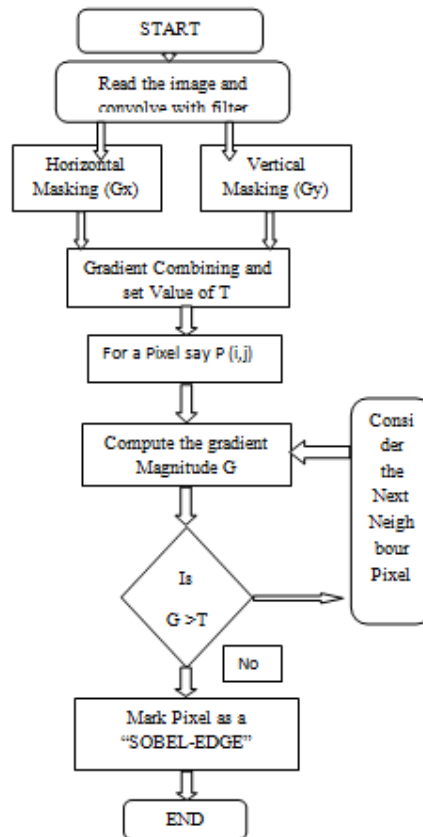 START
Read the image and
convolve with filter
Horizontal
Masking (Gx)
Vertical
Masking (Gy)
Gradient Combining and
set Value of T
For a Pixel say P (i,j)
Compute the gradient
Magnitude G
Consi
der
the
Next
Neigh
bour
Pixel
Is
G >T
No
Mark Pixel as a
“SOBEL-EDGE”
END